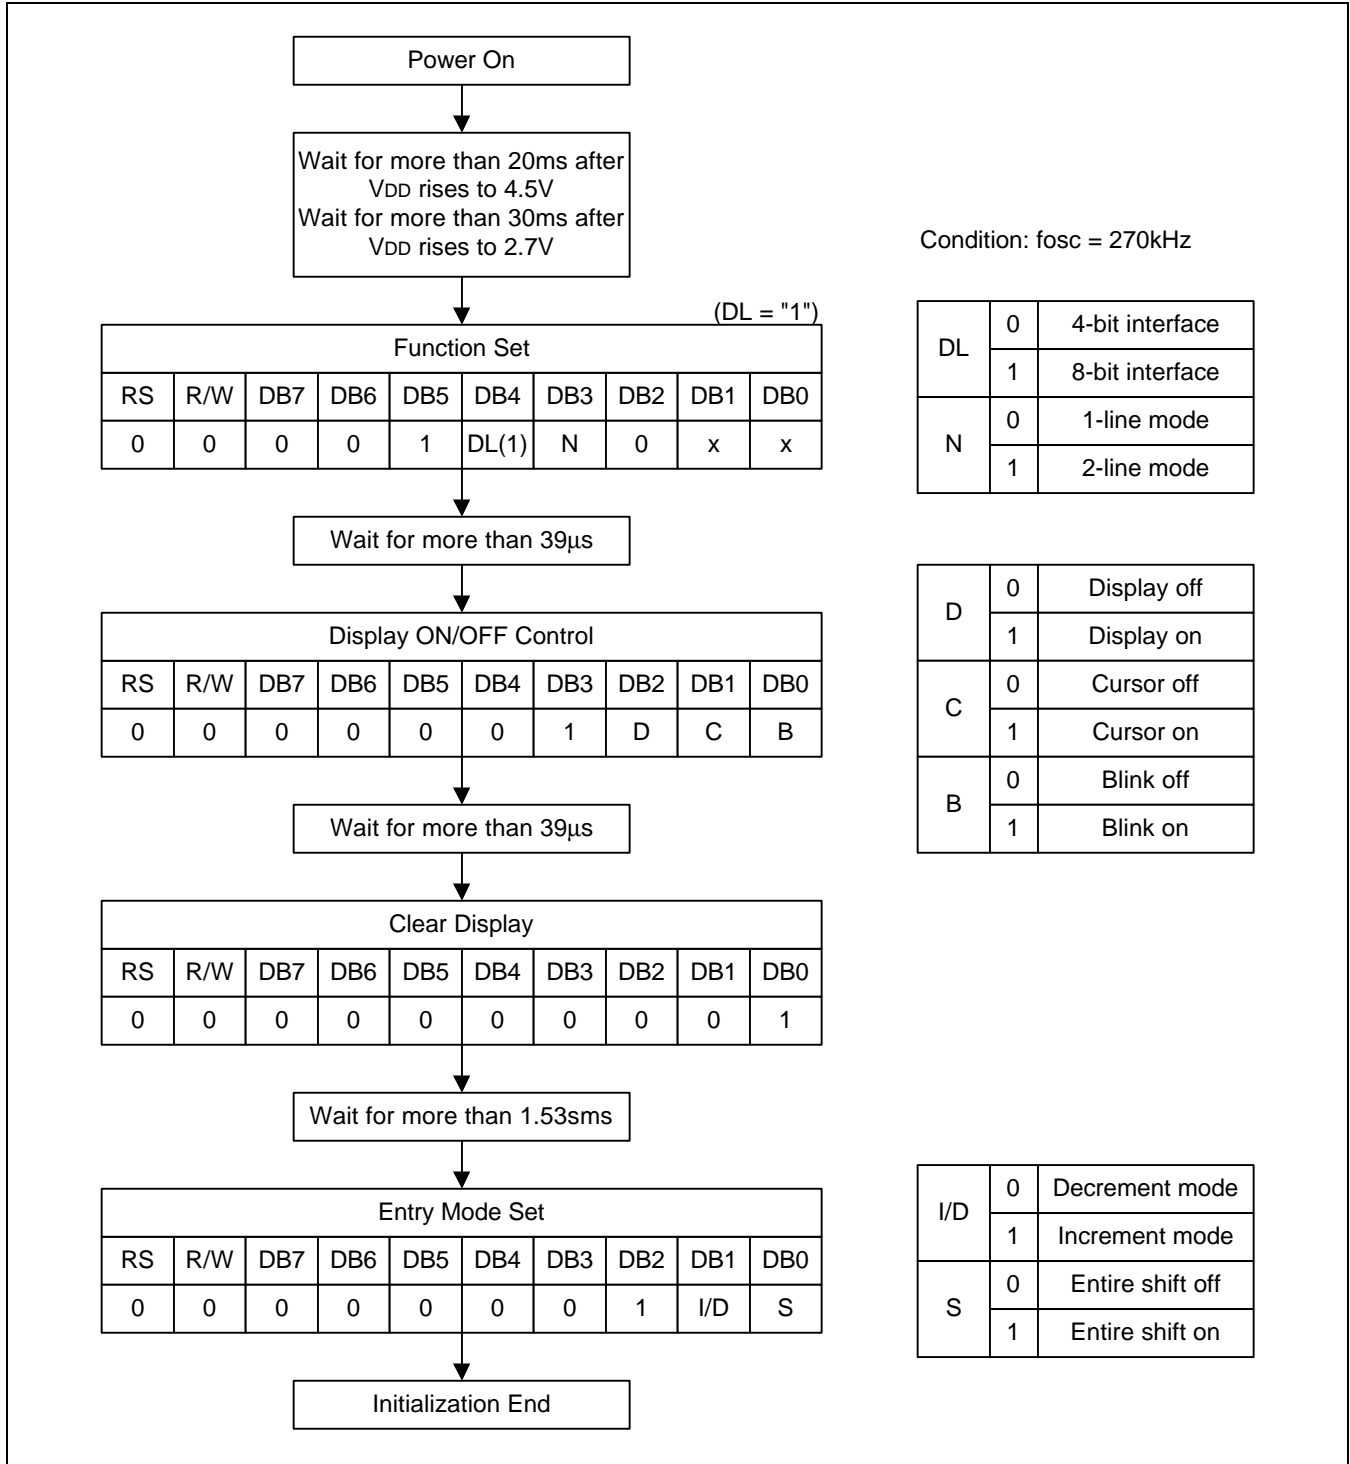 Power On
Wait for more than 20ms after
VDD rises to 4.5V
Wait for more than 30ms after
VDD rises to 2.7V
Condition: fosc = 270kHz
(DL = "1")
Function Set
RS R/W DB7 DB6 DB5 DB4 DB3 DB2 DB1 DB0
0 0 0 0 1 DL(1) N 0 x x
DL 0 4-bit interface
1 8-bit interface
N 0 1-line mode
1 2-line mode
Wait for more than 39μs
Display ON/OFF Control
RS R/W DB7 DB6 DB5 DB4 DB3 DB2 DB1 DB0
0 0 0 0 0 0 1 D C B
D 0 Display off
1 Display on
C 0 Cursor off
1 Cursor on
B 0 Blink off
1 Blink on
Wait for more than 39μs
Clear Display
RS R/W DB7 DB6 DB5 DB4 DB3 DB2 DB1 DB0
0 0 0 0 0 0 0 0 0 1
Wait for more than 1.53sms
Entry Mode Set
RS R/W DB7 DB6 DB5 DB4 DB3 DB2 DB1 DB0
0 0 0 0 0 0 0 1 I/D S
I/D 0 Decrement mode
1 Increment mode
S 0 Entire shift off
1 Entire shift on
Initialization End